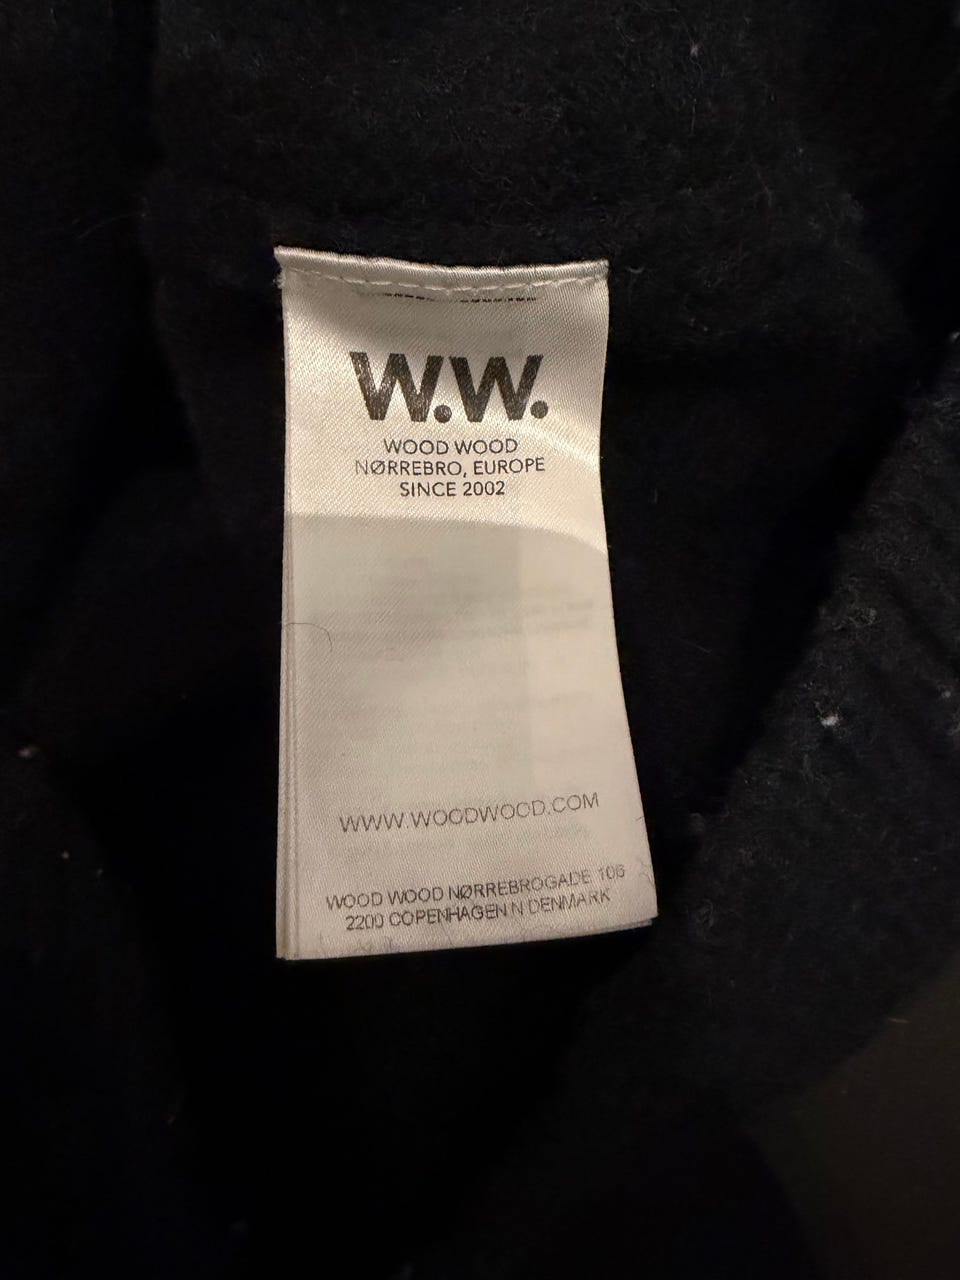 W.W.
WOOD WOOD
NØRREBRO, EUROPE
SINCE 2002
WWW.WOODWOOD.COM
WOOD WOOD NØRREBROGADE 106
2200 COPENHAGEN N DENMARK